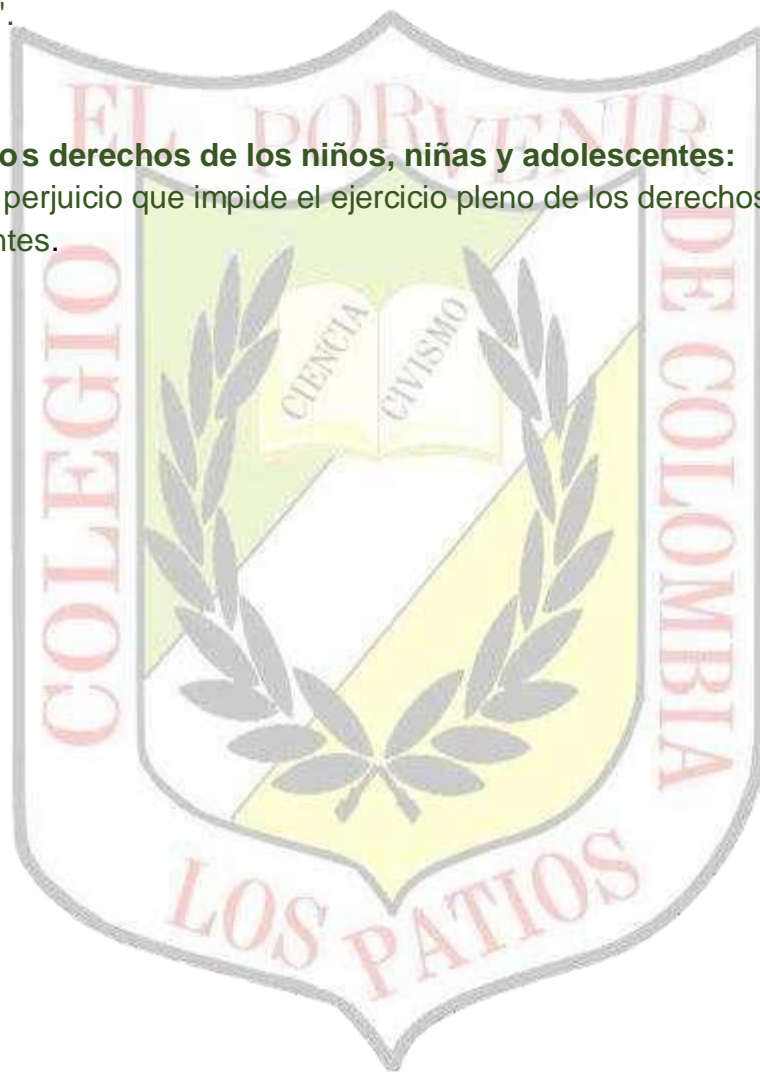 ".
os derechos de los niños, niñas y adolescentes:
perjuicio que impide el ejercicio pleno de los derechos
ntes.
EL PORVENIR
DE COLOMBIA
COLEGIO
CIENCIA
CIVISMO
LOS PATIOS